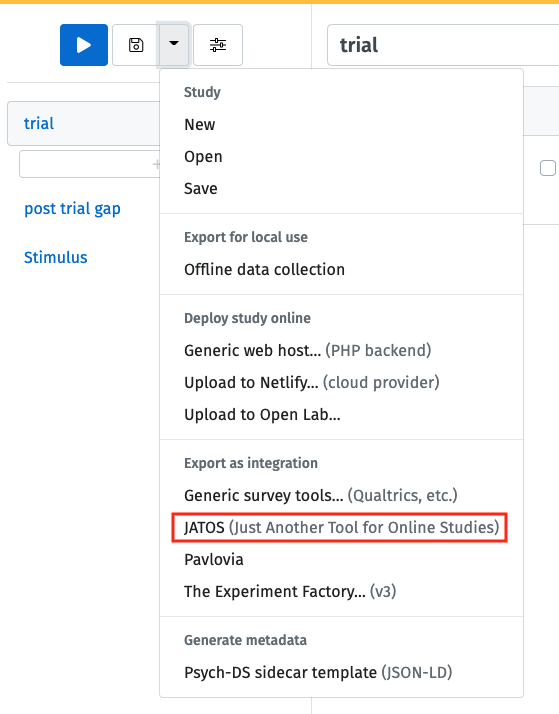 trial
trial
post trial gap
Stimulus
Study
New
Open
Save
Export for local use
Offline data collection
Deploy study online
Generic web host... (PHP backend)
Upload to Netlify... (cloud provider)
Upload to Open Lab...
Export as integration
Generic survey tools... (Qualtrics, etc.)
JATOS (Just Another Tool for Online Studies)
Pavlovia
The Experiment Factory... (v3)
Generate metadata
Psych-DS sidecar template (JSON-LD)